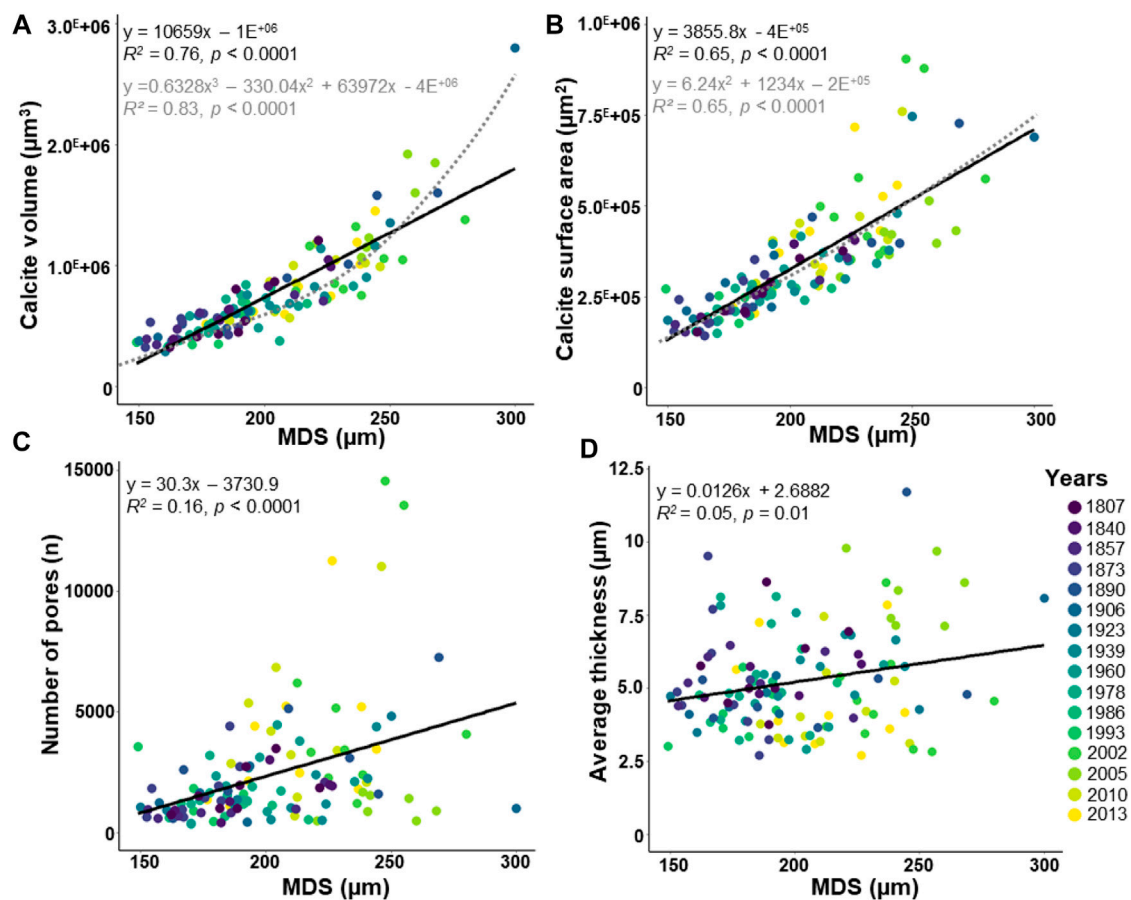 A
y = 10659x – 1E+06
R² = 0.76, p < 0.0001
y =0.6328x³ – 330.04x² + 63972x - 4E+06
R² = 0.83, p < 0.0001
Calcite volume (µm³)
3.0E+06
2.0E+06
1.0E+06
0
150 200 250 300
MDS (µm)
B
y = 3855.8x - 4E+05
R² = 0.65, p < 0.0001
y = 6.24x² + 1234x – 2E+05
R² = 0.65, p < 0.0001
Calcite surface area (µm²)
1.0E+06
7.5E+05
5.0E+05
2.5E+05
0
150 200 250 300
MDS (µm)
C
y = 30.3x – 3730.9
R² = 0.16, p < 0.0001
Number of pores (n)
15000
10000
5000
0
150 200 250 300
MDS (µm)
D
y = 0.0126x + 2.6882
R² = 0.05, p = 0.01
Average thickness (µm)
12.5
10
7.5
5.0
2.5
0
150 200 250 300
MDS (µm)
Years
1807
1840
1857
1873
1890
1906
1923
1939
1960
1978
1986
1993
2002
2005
2010
2013